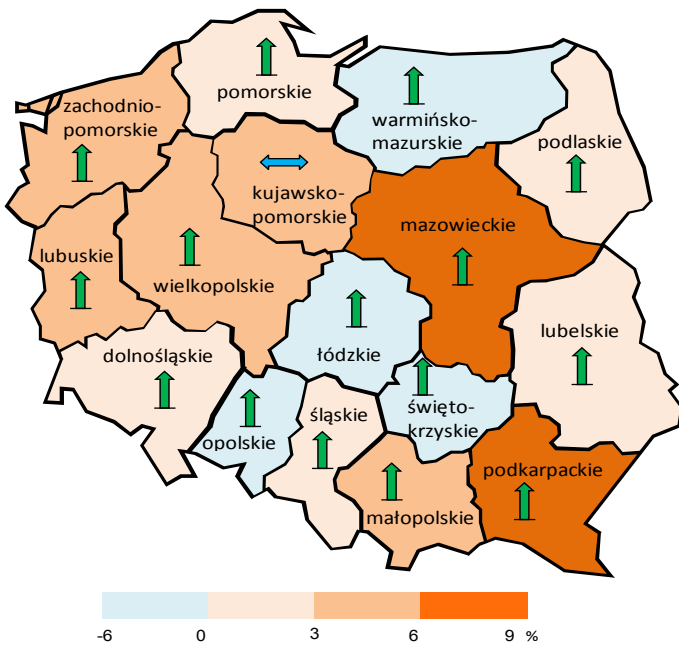 pomorskie
zachodnio-
pomorskie
warmińsko-
mazurskie
podlaskie
kujawsko-
pomorskie
mazowieckie
lubuskie
wielkopolskie
lubelskie
dolnośląskie
łódzkie
śląskie
święto-
krzyskie
opolskie
podkarpackie
małopolskie
-6 0 3 6 9 %